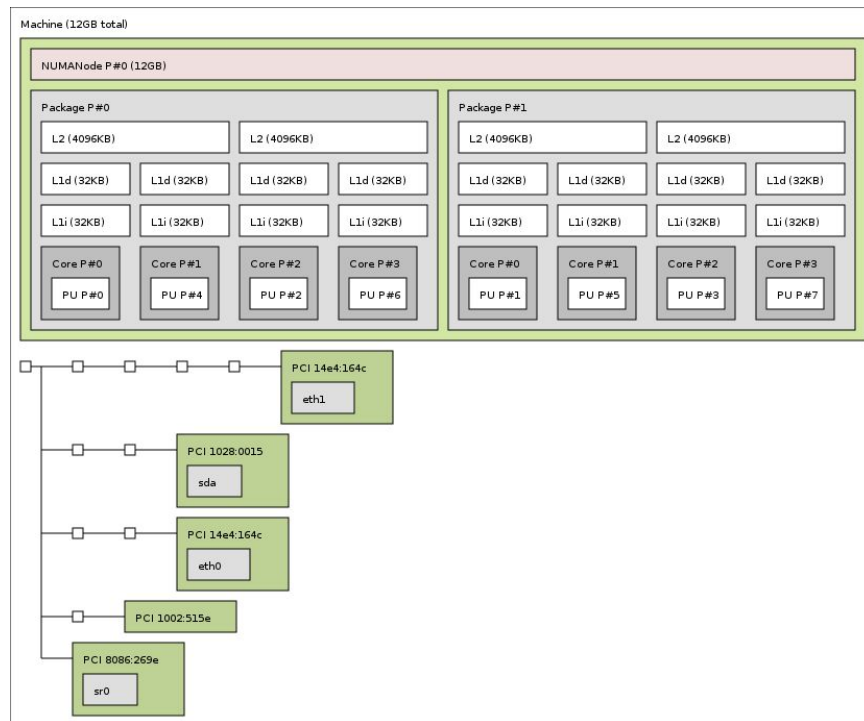 Machine (12GB total)
NUMANode P#0 (12GB)
Package P#0
L2 (4096KB) L2 (4096KB)
L1d (32KB) L1d (32KB) L1d (32KB) L1d (32KB)
L1i (32KB) L1i (32KB) L1i (32KB) L1i (32KB)
Core P#0 Core P#1 Core P#2 Core P#3
PU P#0 PU P#4 PU P#2 PU P#6
Package P#1
L2 (4096KB) L2 (4096KB)
L1d (32KB) L1d (32KB) L1d (32KB) L1d (32KB)
L1i (32KB) L1i (32KB) L1i (32KB) L1i (32KB)
Core P#0 Core P#1 Core P#2 Core P#3
PU P#1 PU P#5 PU P#3 PU P#7
PCI 14e4:164c
eth1
PCI 1028:0015
sda
PCI 14e4:164c
eth0
PCI 1002:515e
PCI 8086:269e
sr0